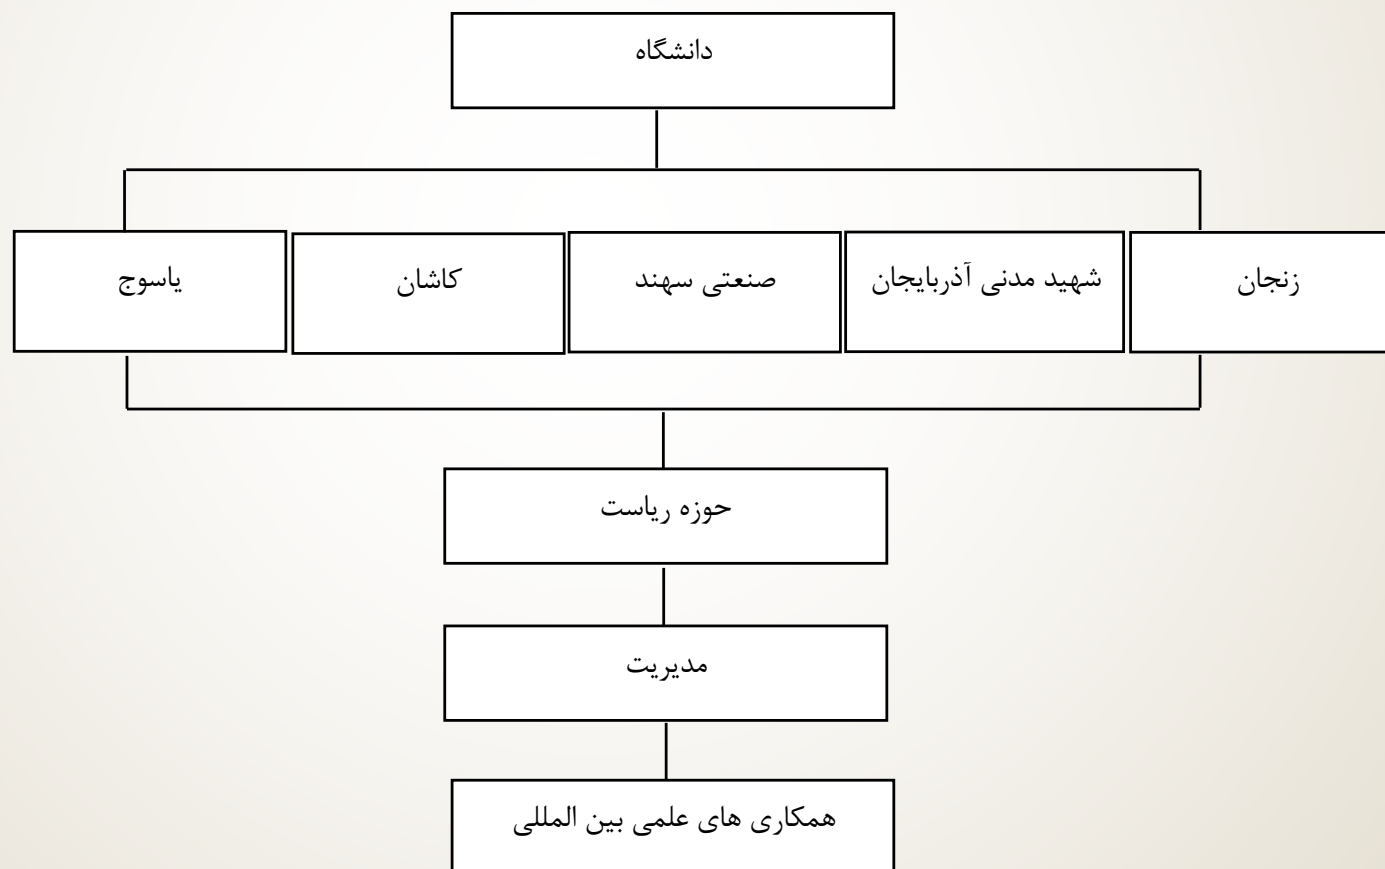 دانشگاه
زنجان
شهید مدنی آذربایجان
صنعتی سهند
کاشان
یاسوج
حوزه ریاست
مدیریت
همکاری های علمی بین المللی